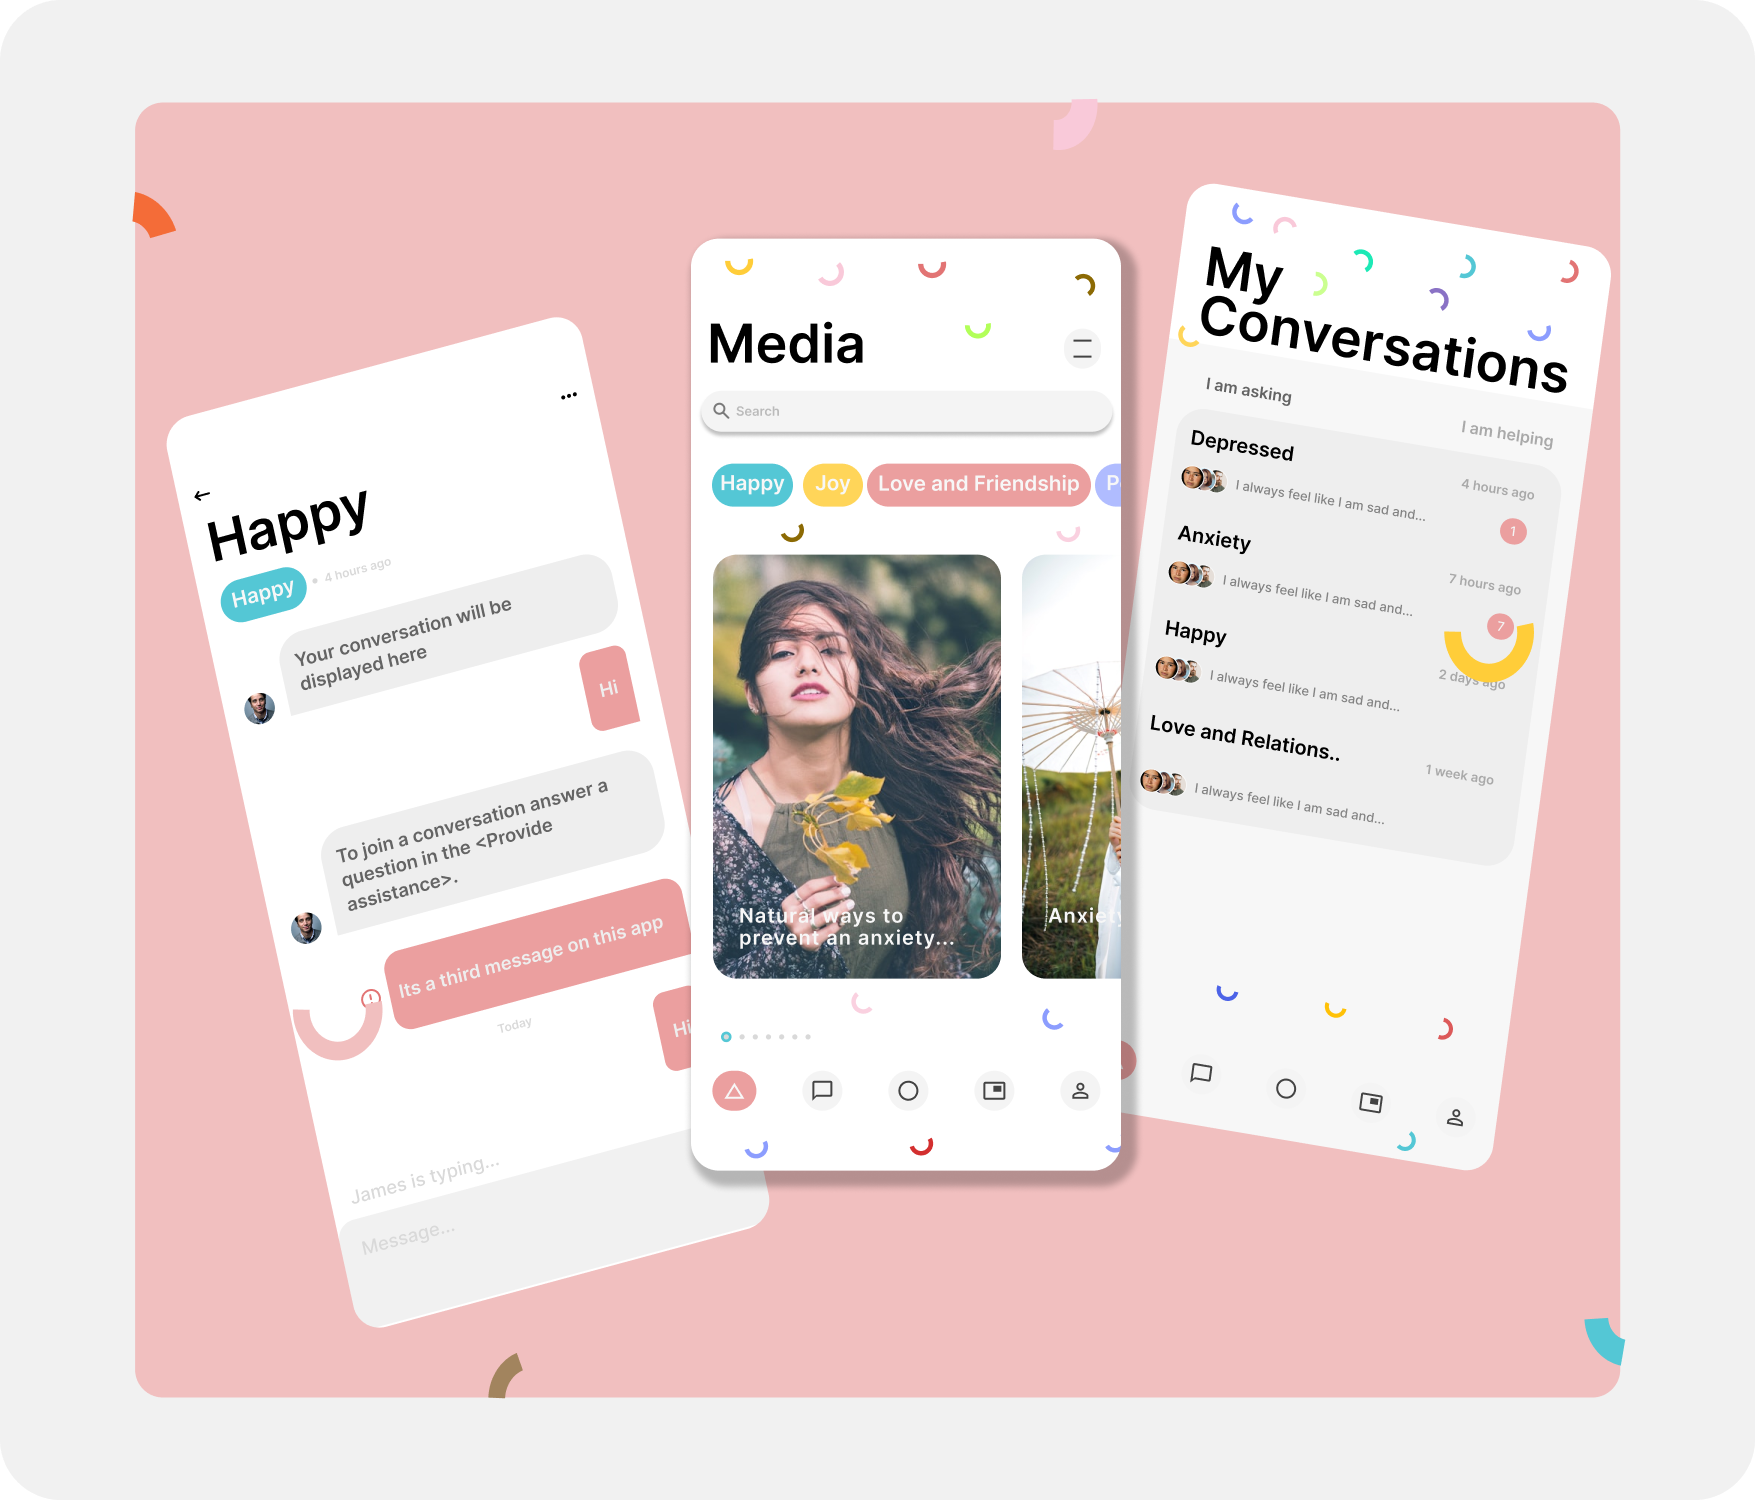 Happy
Happy
4 hours ago
Your conversation will be
displayed here
Hi
To join a conversation answer a
question in the <Provide
assistance>.
Its a third message on this app
Today
Hi
James is typing...
Message...
Media
Search
Happy
Joy
Love and Friendship
P
Natural ways to
prevent an anxiety...
Anxiety
My
Conversations
I am asking
I am helping
Depressed
4 hours ago
I always feel like I am sad and...
1
Anxiety
7 hours ago
I always feel like I am sad and...
7
Happy
2 days ago
I always feel like I am sad and...
Love and Relations..
1 week ago
I always feel like I am sad and...